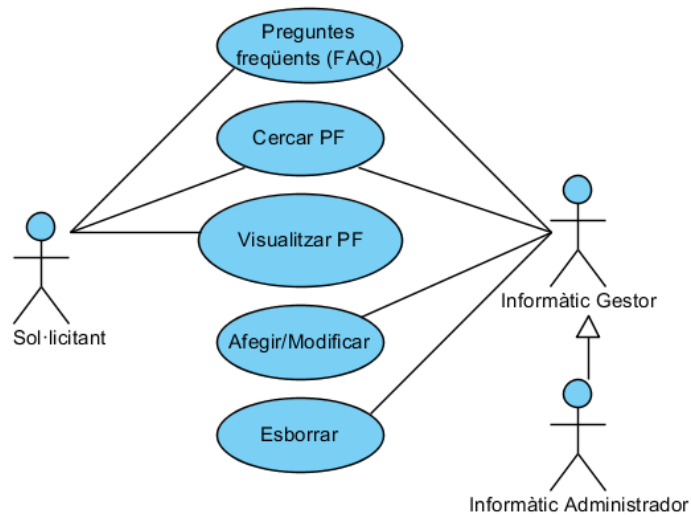 Preguntes
freqüents (FAQ)
Cercar PF
Visualitzar PF
Sol·licitant
Informàtic Gestor
Afegir/Modificar
Esborrar
Informàtic Administrador